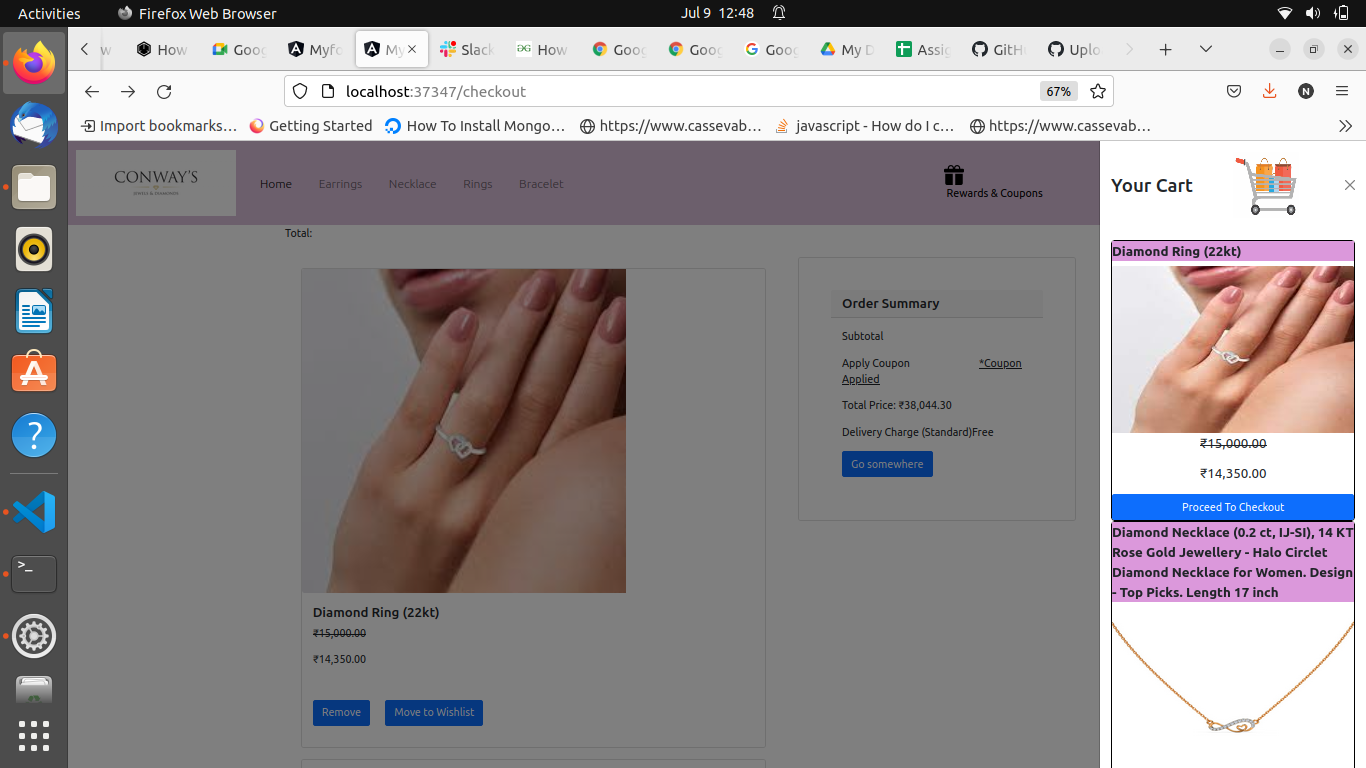 Activities
Firefox Web Browser
Jul 9 12:48
How
Goog
Myfo
My
Slack
How
Goog
Goog
Goog
My D
Assig
GitH
Uplo
localhost:37347/checkout
67%
N
Import bookmarks…
Getting Started
How To Install Mongo…
https://www.cassevab…
javascript - How do I c…
https://www.cassevab…
CONWAY'S
JEWELS & DIAMONDS
Home
Earrings
Necklace
Rings
Bracelet
Rewards & Coupons
Total:
Diamond Ring (22kt)
₹15,000.00
₹14,350.00
Remove
Move to Wishlist
Order Summary
Subtotal
Apply Coupon *Coupon
Applied
Total Price: ₹38,044.30
Delivery Charge (Standard)Free
Go somewhere
Your Cart
Diamond Ring (22kt)
₹15,000.00
₹14,350.00
Proceed To Checkout
Diamond Necklace (0.2 ct, IJ-SI), 14 KT
Rose Gold Jewellery - Halo Circlet
Diamond Necklace for Women. Design
- Top Picks. Length 17 inch